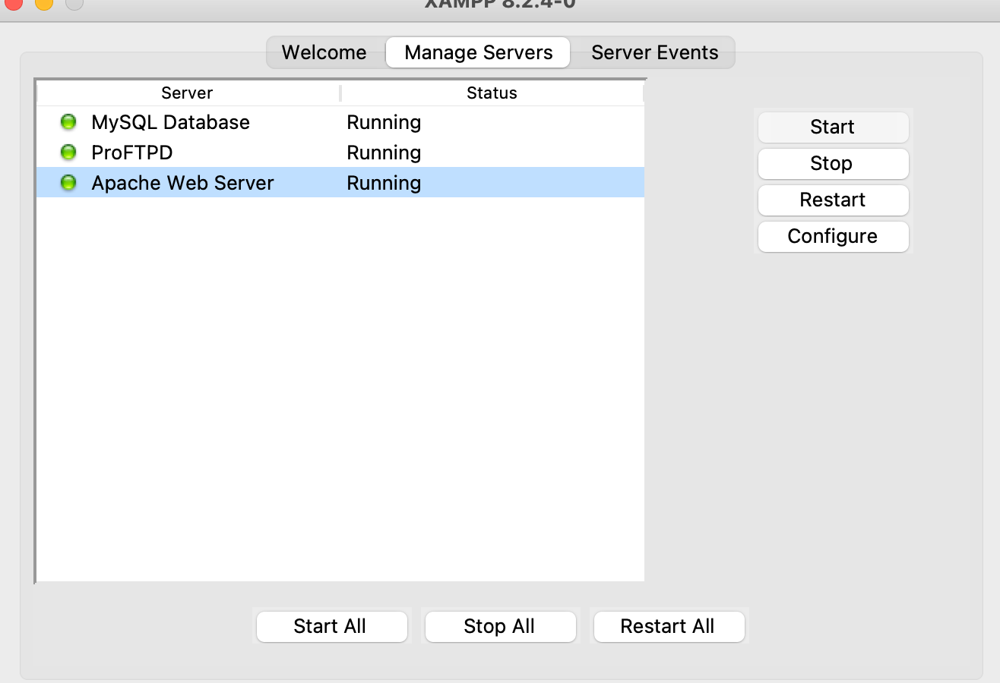 XAMPP 8.2.4-0
Welcome Manage Servers Server Events
Server Status
MySQL Database Running
ProFTPD Running
Apache Web Server Running
Start
Stop
Restart
Configure
Start All Stop All Restart All